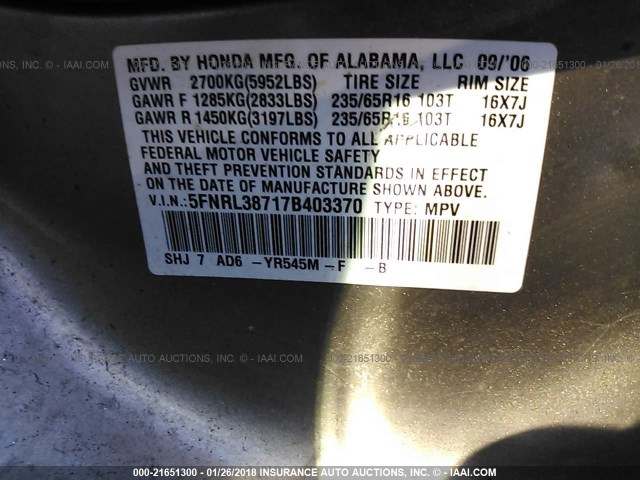 MFD. BY HONDA MFG. OF ALABAMA, LLC 09/'06
GVWR 2700KG(5952LBS) TIRE SIZE RIM SIZE
GAWR F 1285KG(2833LBS) 235/65R16 103T 16X7J
GAWR R 1450KG(3197LBS) 235/65R16 103T 16X7J
THIS VEHICLE CONFORMS TO ALL APPLICABLE
FEDERAL MOTOR VEHICLE SAFETY
AND THEFT PREVENTION STANDARDS IN EFFECT
ON THE DATE OF MANUFACTURE SHOWN ABOVE.
V.I.N.: 5FNRL38717B403370 TYPE: MPV
SHJ 7 AD6 -YR545M -F -B
000-21651300 01/26/2018 INSURANCE AUTO AUCTIONS, INC. © - IAAI.COM